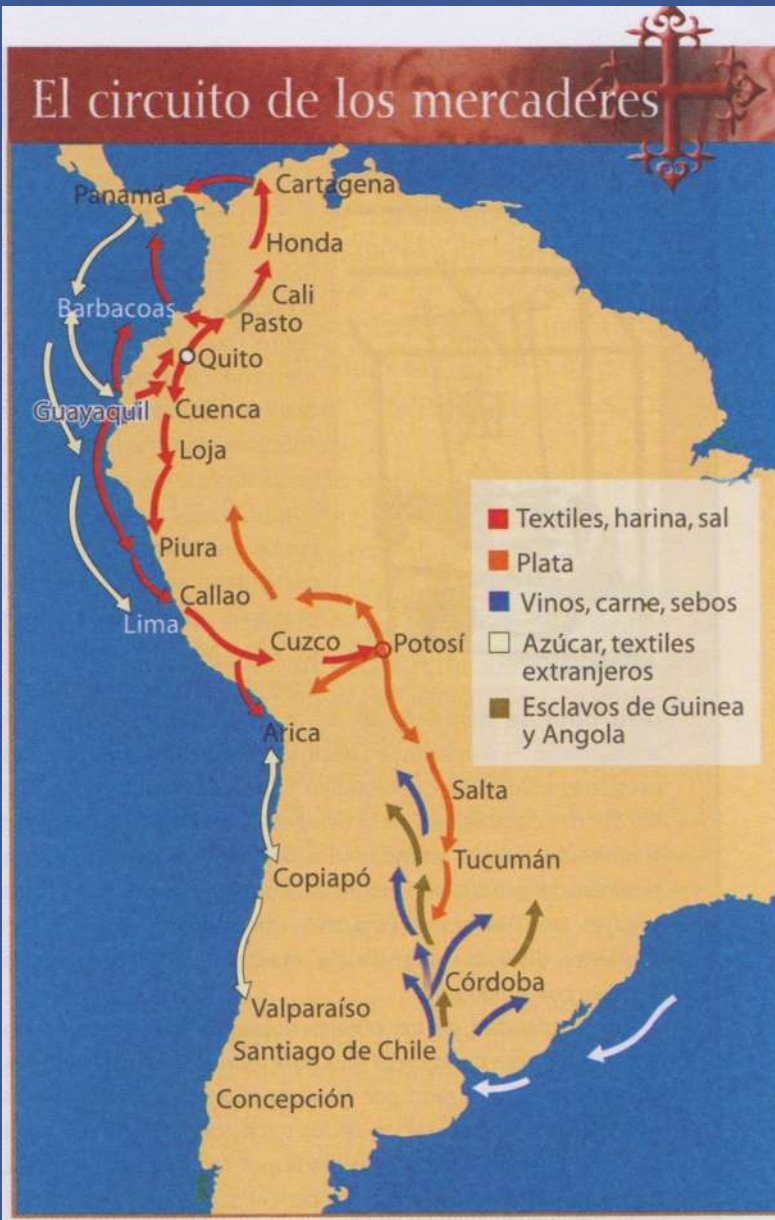 El circuito de los mercaderes
Panamá
Cartagena
Honda
Barbacoas
Cali
Pasto
Quito
Guayaquil
Cuenca
Loja
Piura
Callao
Lima
Cuzco
Potosí
Arica
Salta
Tucumán
Copiapó
Córdoba
Valparaíso
Santiago de Chile
Concepción
Textiles, harina, sal
Plata
Vinos, carne, sebos
Azúcar, textiles
extranjeros
Esclavos de Guinea
y Angola